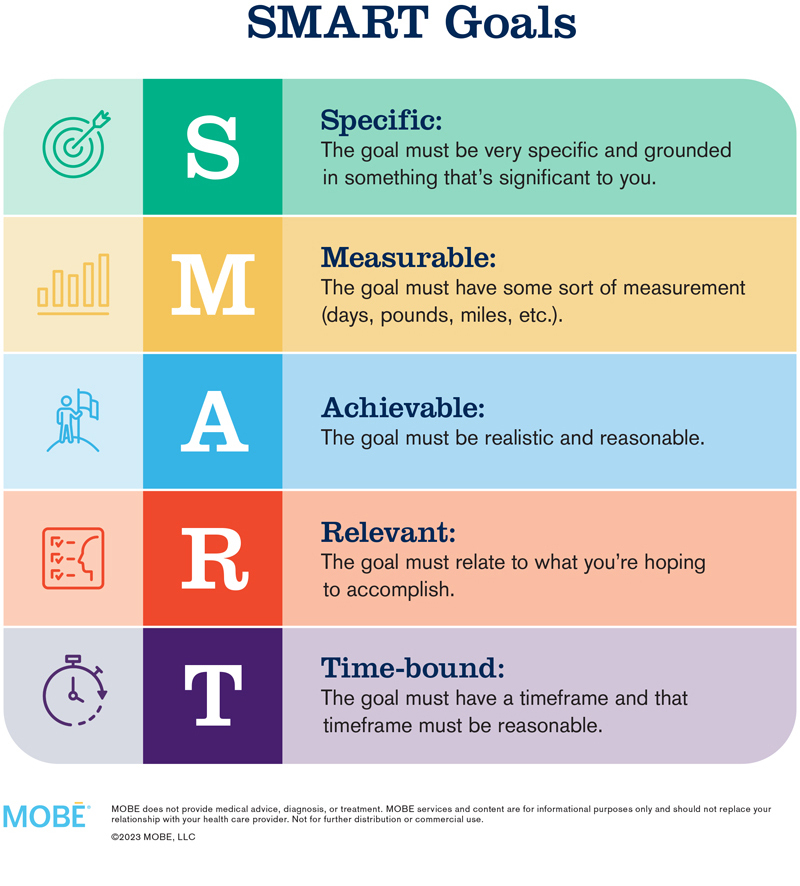 SMART Goals
S
Specific:
The goal must be very specific and grounded
in something that's significant to you.
M
Measurable:
The goal must have some sort of measurement
(days, pounds, miles, etc.).
A
Achievable:
The goal must be realistic and reasonable.
R
Relevant:
The goal must relate to what you're hoping
to accomplish.
T
Time-bound:
The goal must have a timeframe and that
timeframe must be reasonable.
MOBĒ®
MOBE does not provide medical advice, diagnosis, or treatment. MOBE services and content are for informational purposes only and should not replace your
relationship with your health care provider. Not for further distribution or commercial use.
©2023 MOBE, LLC